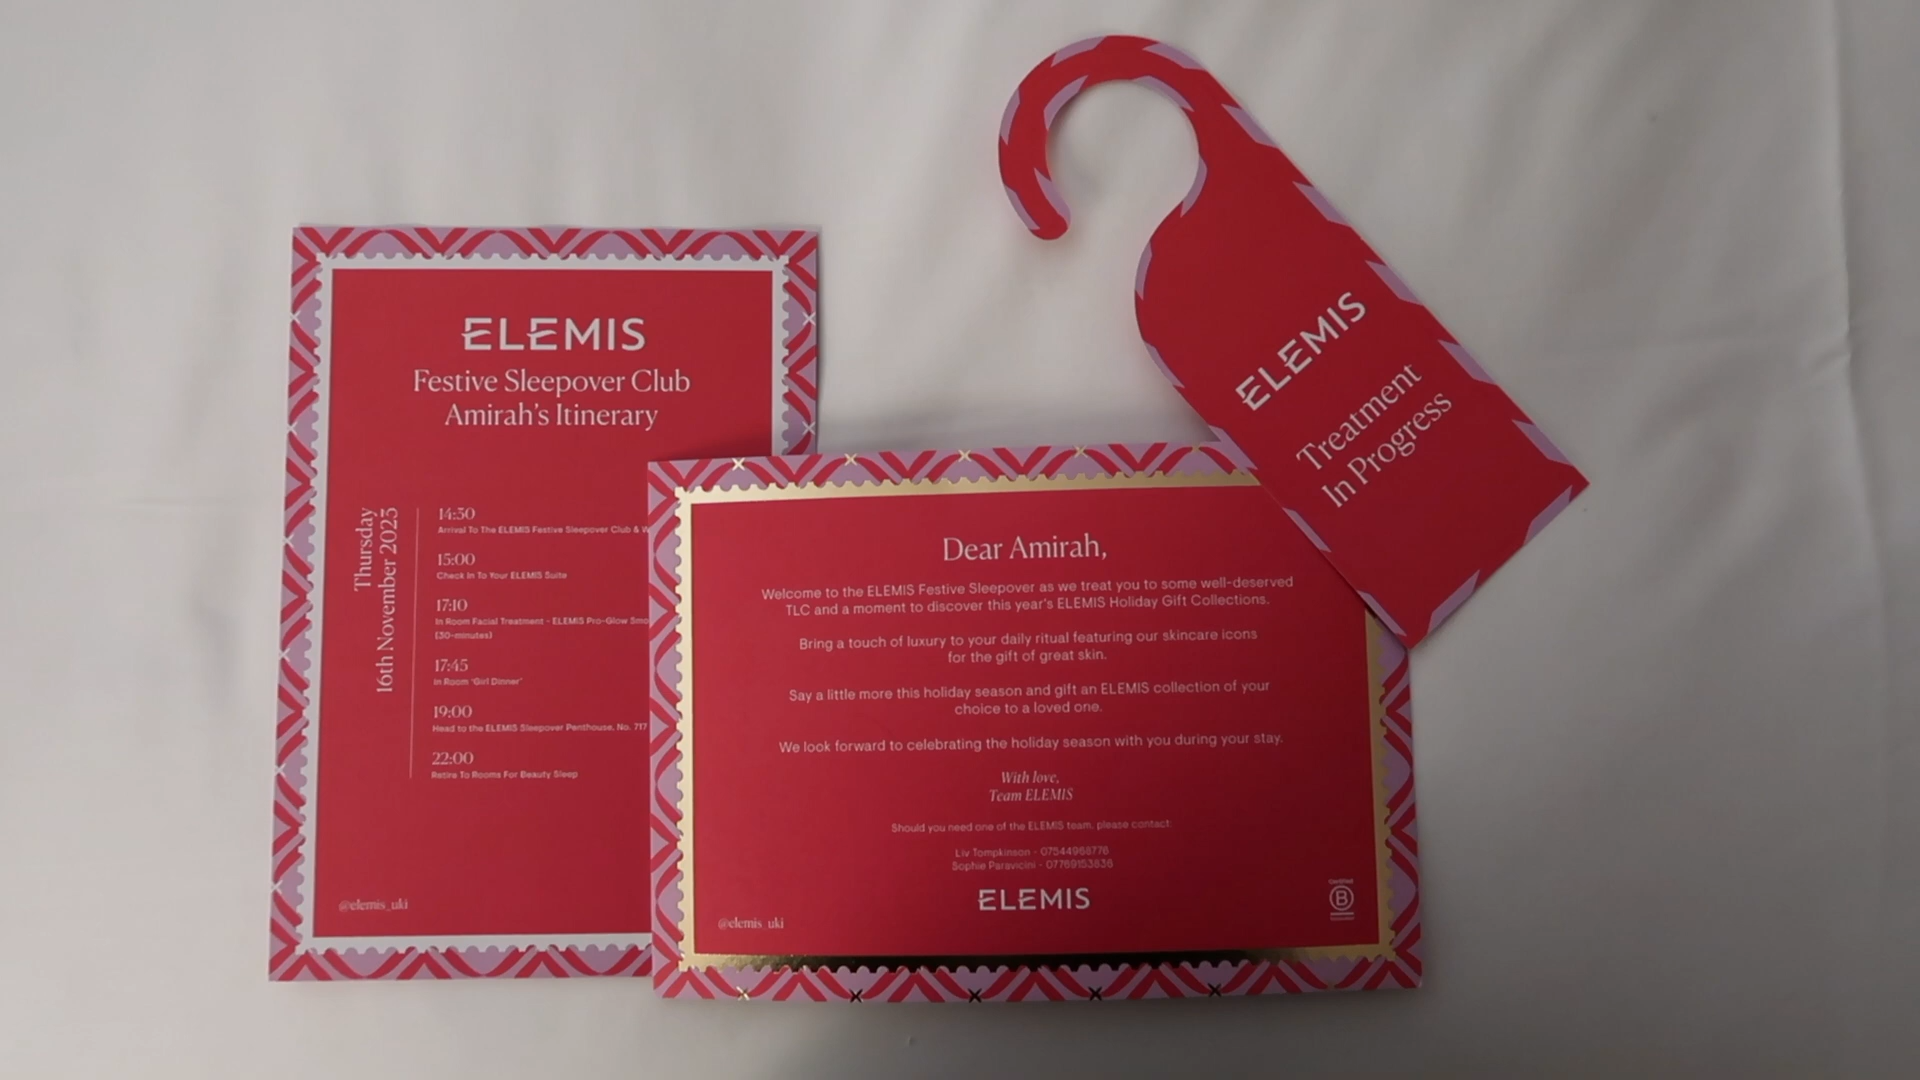 ELEMIS
Festive Sleepover Club
Amirah's Itinerary
Thursday
16th November 2023
14:30
Arrival To The ELEMIS Festive Sleepover Club &
15:00
Check In To Your ELEMIS Suite
17:10
In Room Facial Treatment - ELEMIS Pro-Glow
(30-minutes)
17:45
In Room "Girl Dinner"
19:00
Head to the ELEMIS Sleepover Penthouse, No. 717
22:00
Retire To Rooms For Beauty Sleep
@elemis_uki
Dear Amirah,
Welcome to the ELEMIS Festive Sleepover as we treat you to some well-deserved
TLC and a moment to discover this year's ELEMIS Holiday Gift Collections.
Bring a touch of luxury to your daily ritual featuring our skincare icons
for the gift of great skin.
Say a little more this holiday season and gift an ELEMIS collection of your
choice to a loved one.
We look forward to celebrating the holiday season with you during your stay.
With love,
Team ELEMIS
Should you need one of the ELEMIS team, please contact:
Liv Tompkinson - 07544968776
Sophie Paravicini - 07769153636
ELEMIS
@elemis_uki
Certified
B
ELEMIS
Treatment
In Progress